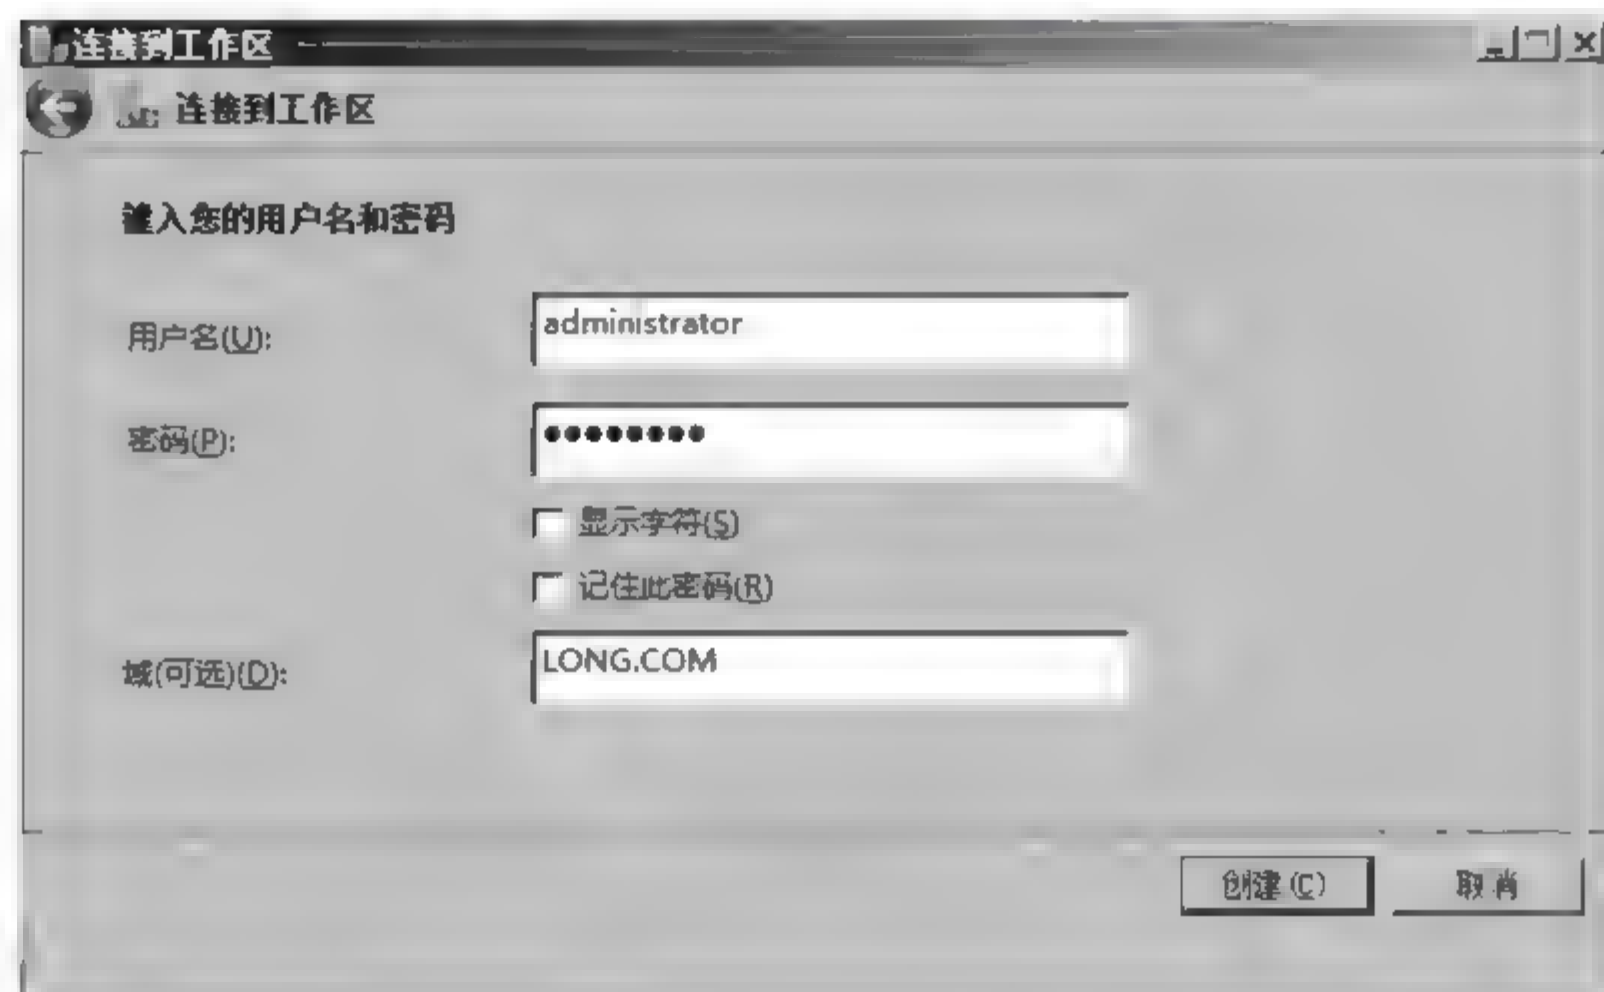 连接到工作区
连接到工作区
键入您的用户名和密码
用户名(U):
administrator
密码(P):
●●●●●●●●
显示字符(S)
记住此密码(R)
域(可选)(D):
LONG.COM
创建(C)
取消